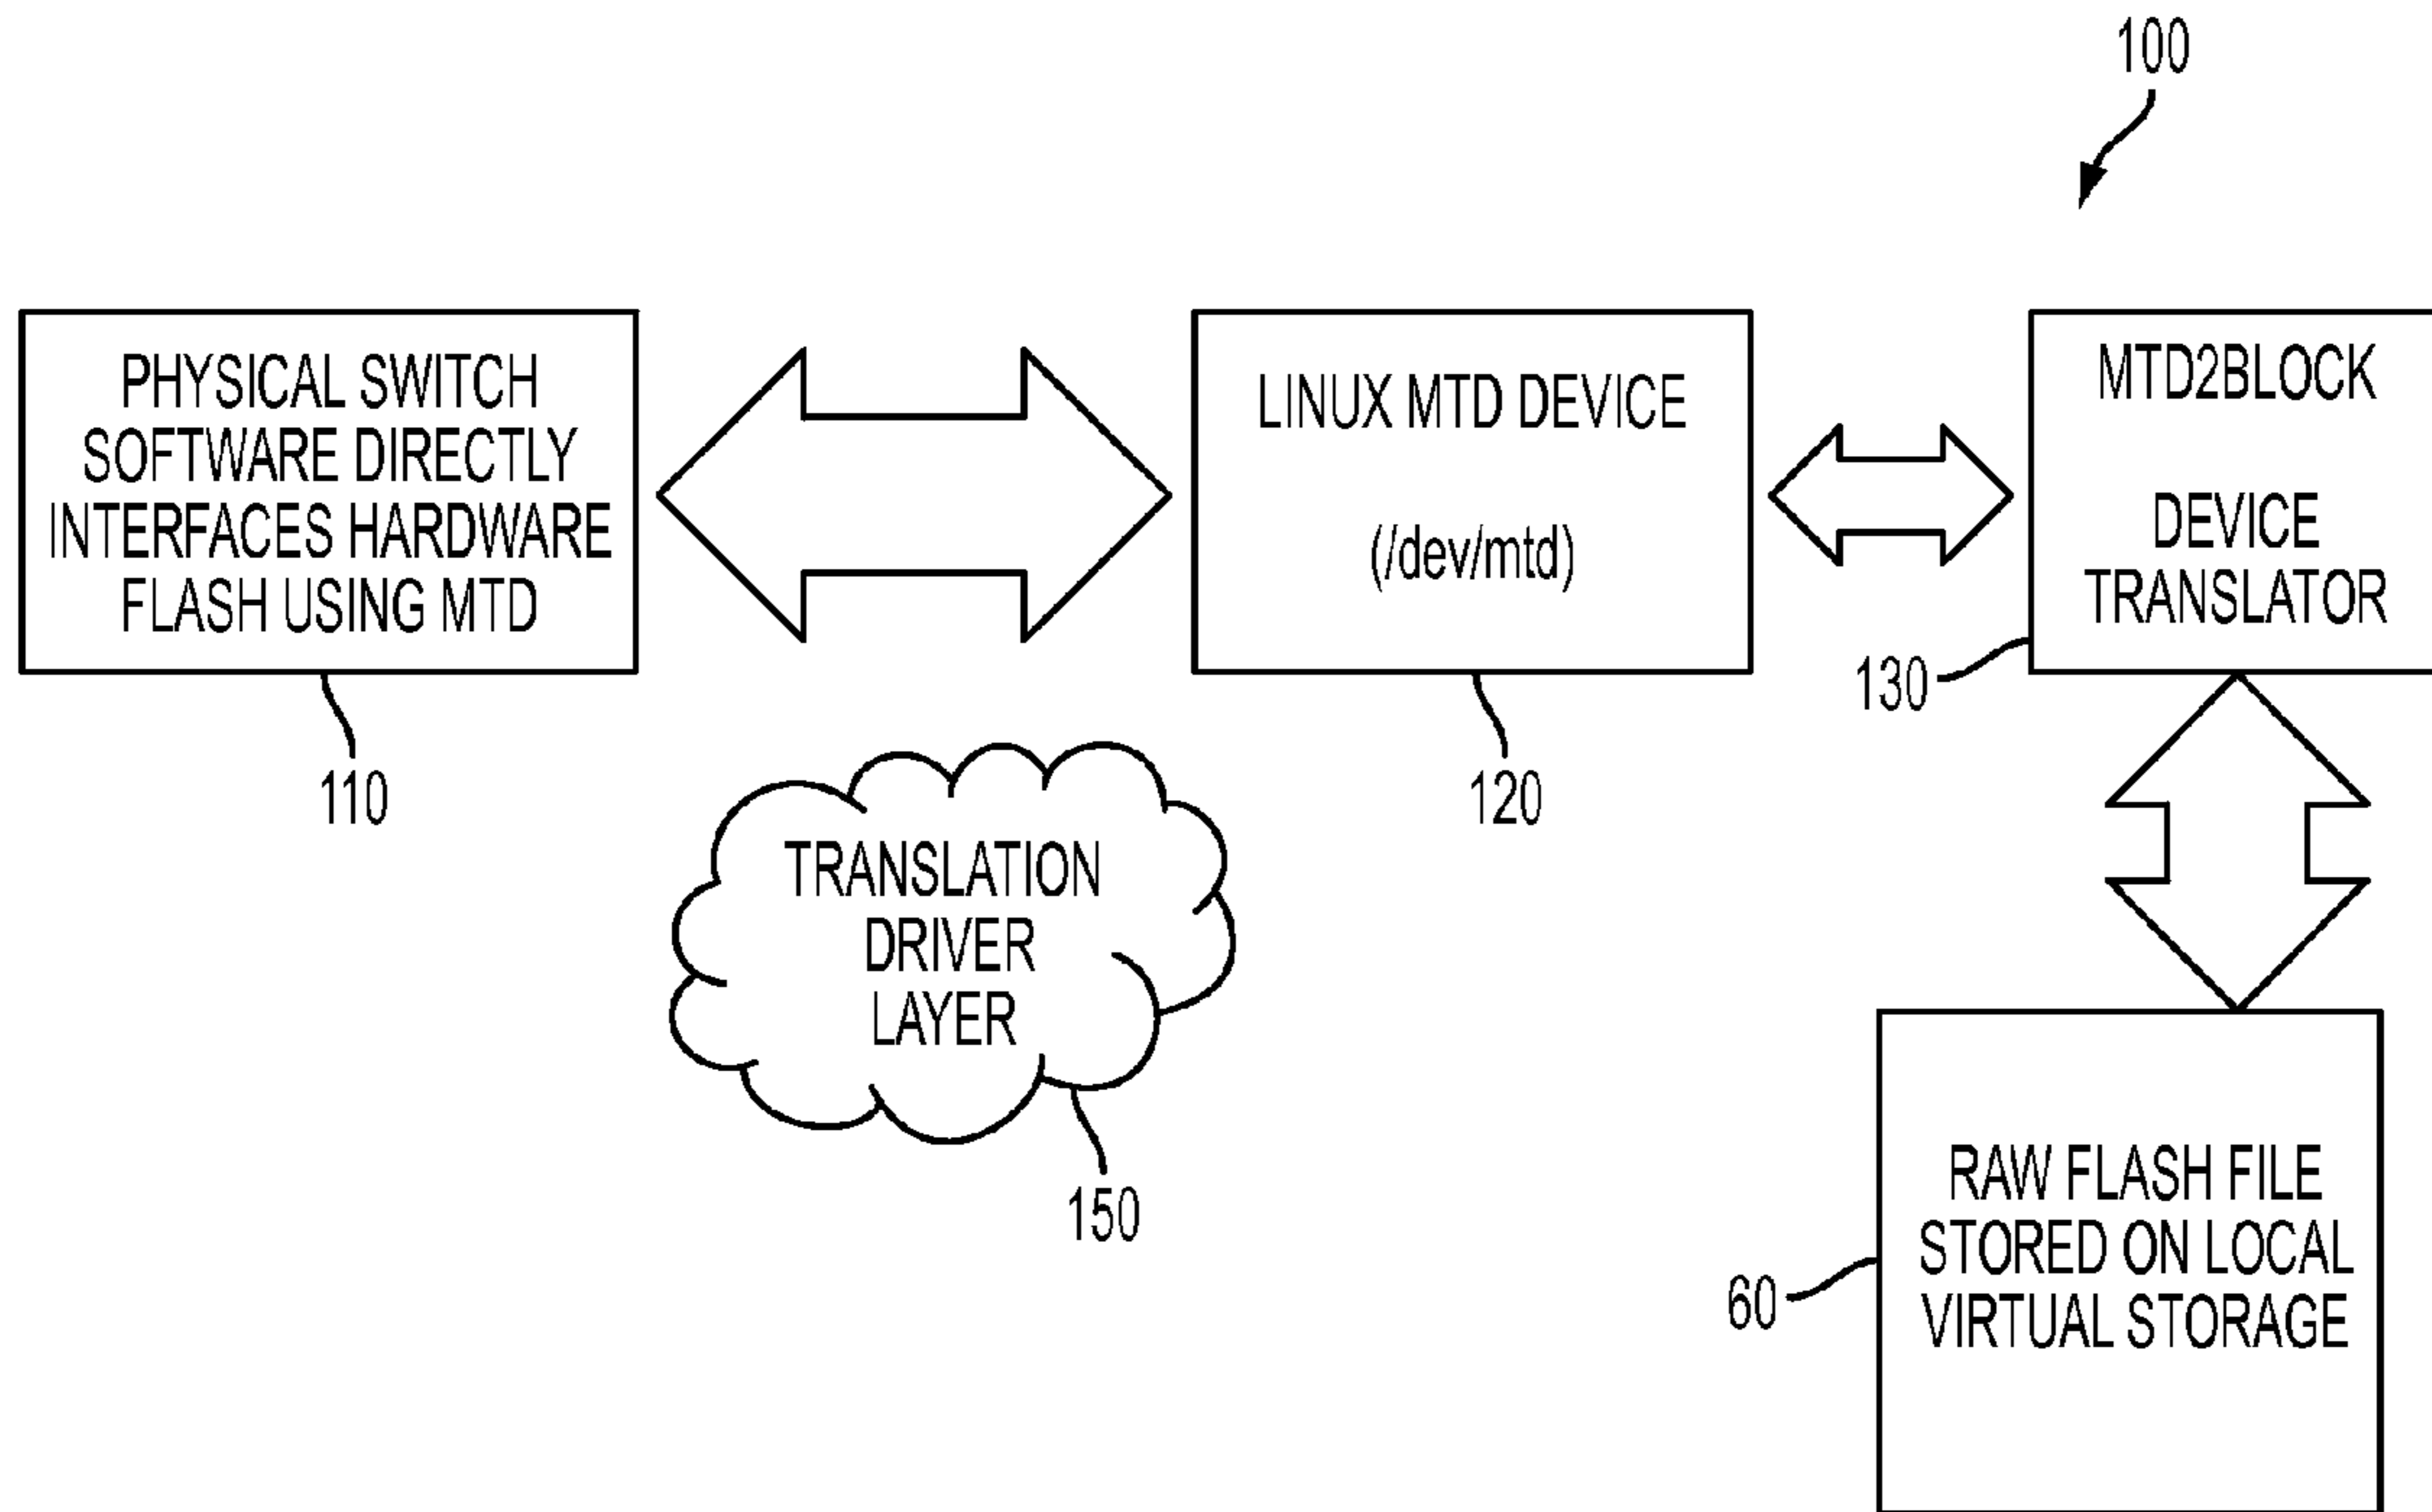 100
PHYSICAL SWITCH
SOFTWARE DIRECTLY
INTERFACES HARDWARE
FLASH USING MTD
110
LINUX MTD DEVICE
(/dev/mtd)
120
MTD2BLOCK
DEVICE
TRANSLATOR
130
TRANSLATION
DRIVER
LAYER
150
RAW FLASH FILE
STORED ON LOCAL
VIRTUAL STORAGE
60